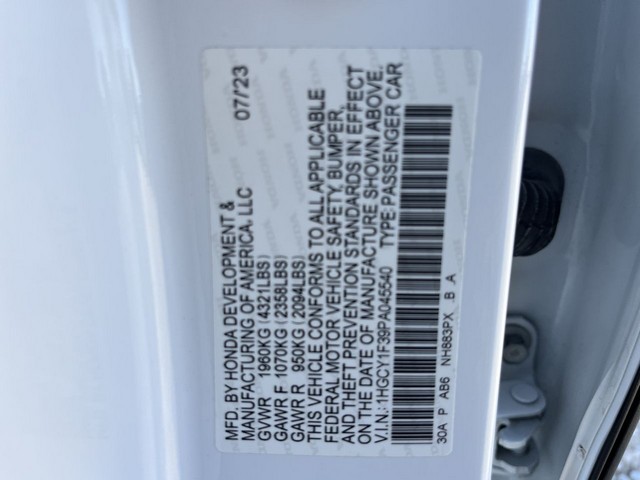 MFD. BY HONDA DEVELOPMENT & 07/'23
MANUFACTURING OF AMERICA, LLC
GVWR 1960KG (4321LBS)
GAWR F 1070KG (2358LBS)
GAWR R 950KG (2094LBS)
THIS VEHICLE CONFORMS TO ALL APPLICABLE
FEDERAL MOTOR VEHICLE SAFETY, BUMPER,
AND THEFT PREVENTION STANDARDS IN EFFECT
ON THE DATE OF MANUFACTURE SHOWN ABOVE.
V.I.N.: 1HGCY1F39PA045540 TYPE: PASSENGER CAR
30A P AB6 NH883PX B A